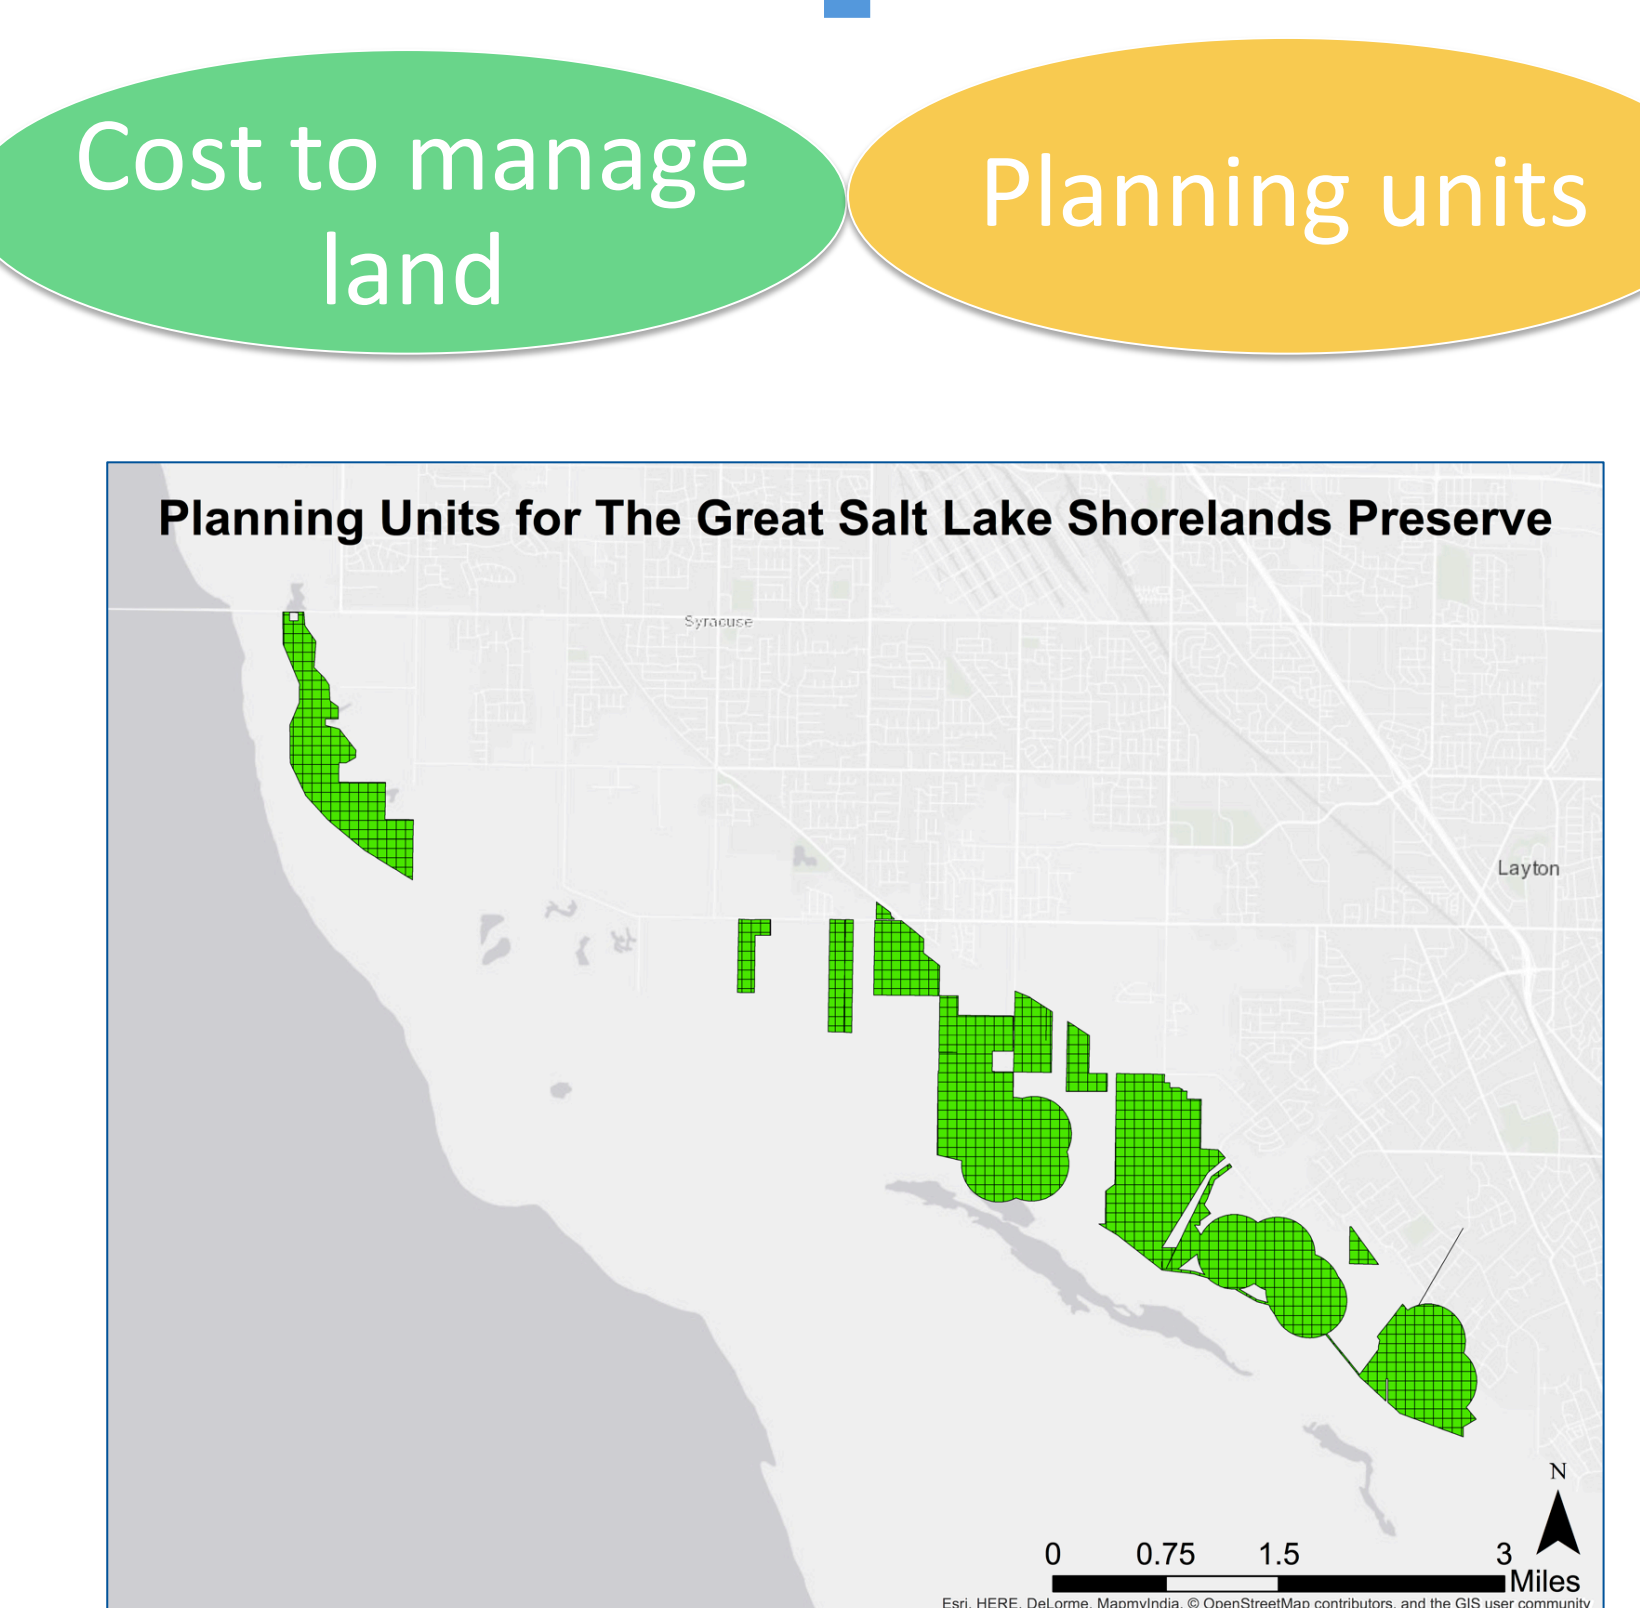 Cost to manage
land
Planning units
Planning Units for The Great Salt Lake Shorelands Preserve
Syracuse
Layton
N
0 0.75 1.5 3
Miles
Esri, HERE, DeLorme, MapmyIndia, © OpenStreetMap contributors, and the GIS user community